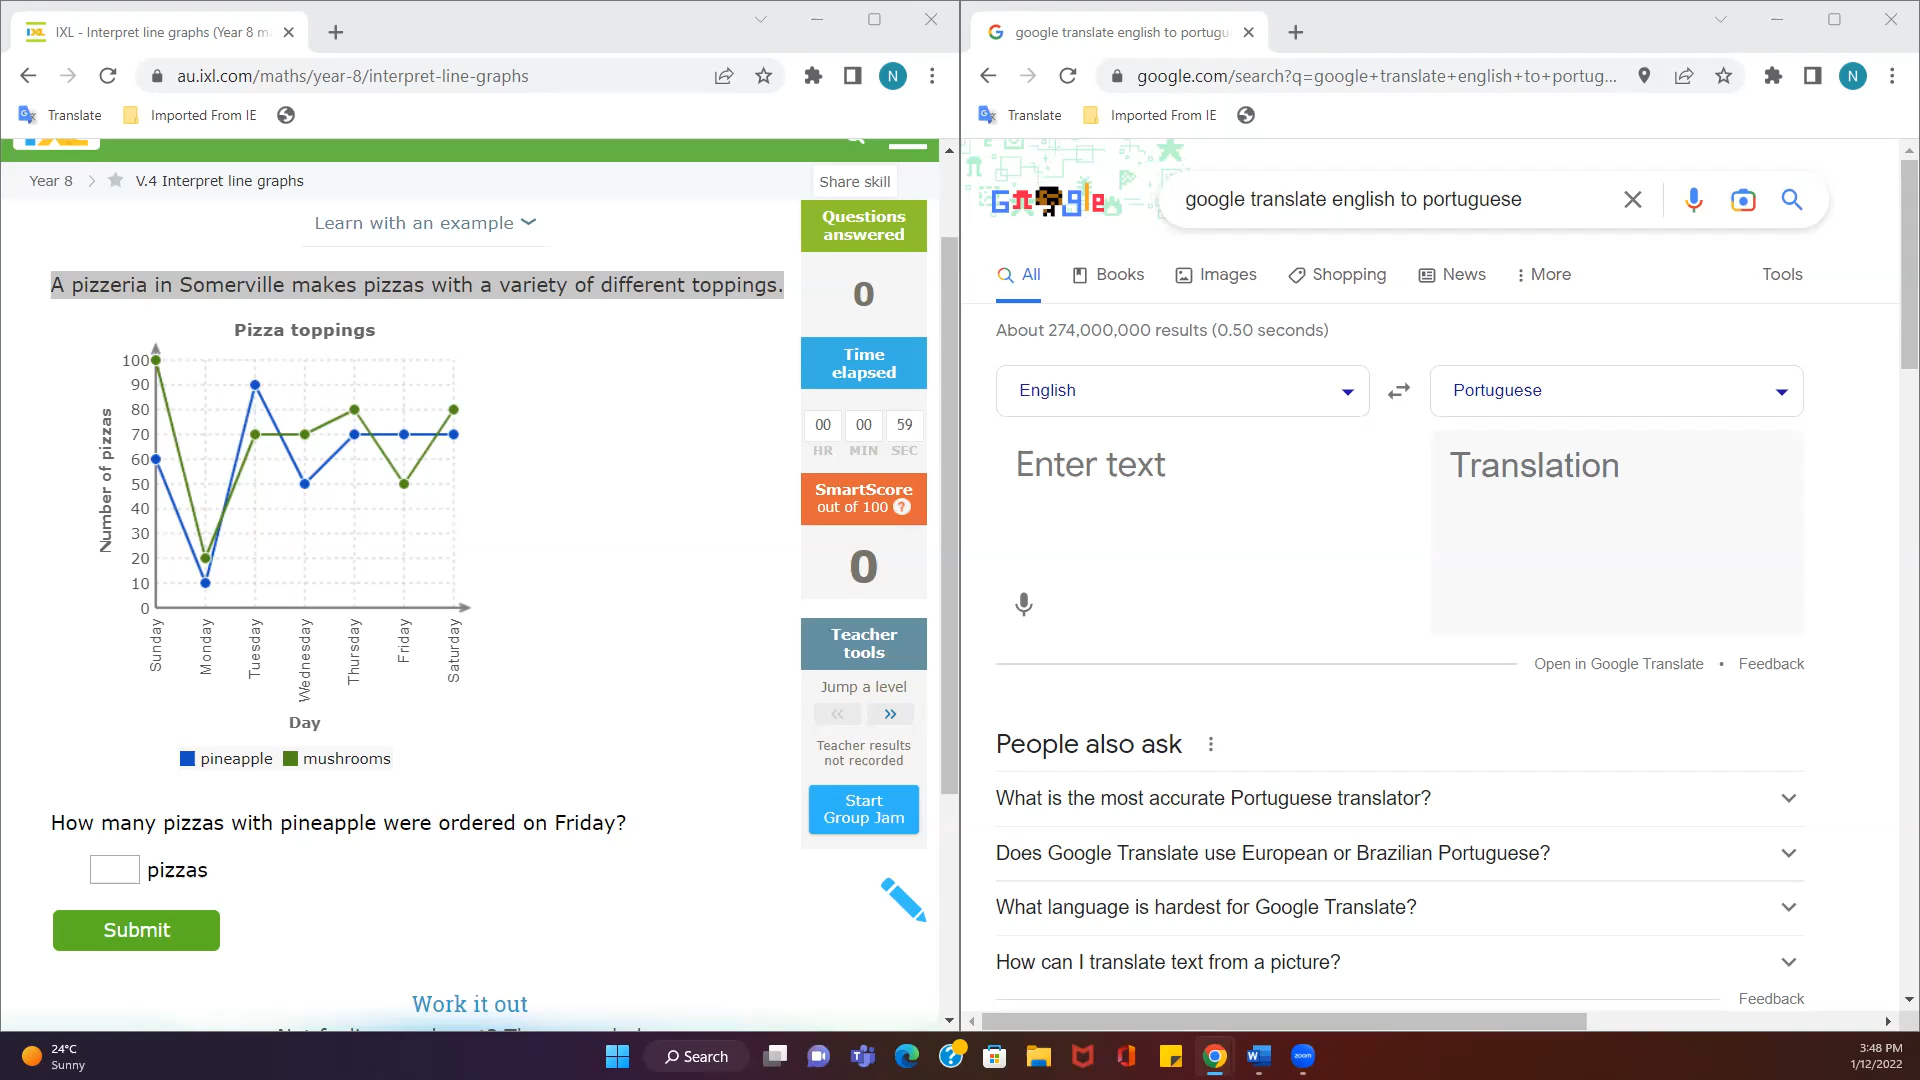 IXL - Interpret line graphs (Year 8 m
au.ixl.com/maths/year-8/interpret-line-graphs
N
Translate
Imported From IE
Year 8
V.4 Interpret line graphs
Share skill
Learn with an example
A pizzeria in Somerville makes pizzas with a variety of different toppings.
Pizza toppings
Number of pizzas
100
90
80
70
60
50
40
30
20
10
0
Sunday
Monday
Tuesday
Wednesday
Thursday
Friday
Saturday
Day
pineapple
mushrooms
How many pizzas with pineapple were ordered on Friday?
pizzas
Submit
Work it out
Questions
answered
0
Time
elapsed
00 00 59
HR MIN SEC
SmartScore
out of 100 ?
0
Teacher
tools
Jump a level
Teacher results
not recorded
Start
Group Jam
google translate english to portugu
google.com/search?q=google+translate+english+to+portug...
N
Translate
Imported From IE
Google
google translate english to portuguese
All
Books
Images
Shopping
News
More
Tools
About 274,000,000 results (0.50 seconds)
English
Portuguese
Enter text
Translation
Open in Google Translate • Feedback
People also ask
What is the most accurate Portuguese translator?
Does Google Translate use European or Brazilian Portuguese?
What language is hardest for Google Translate?
How can I translate text from a picture?
Feedback
24°C
Sunny
Search
zoom
3:48 PM
1/12/2022